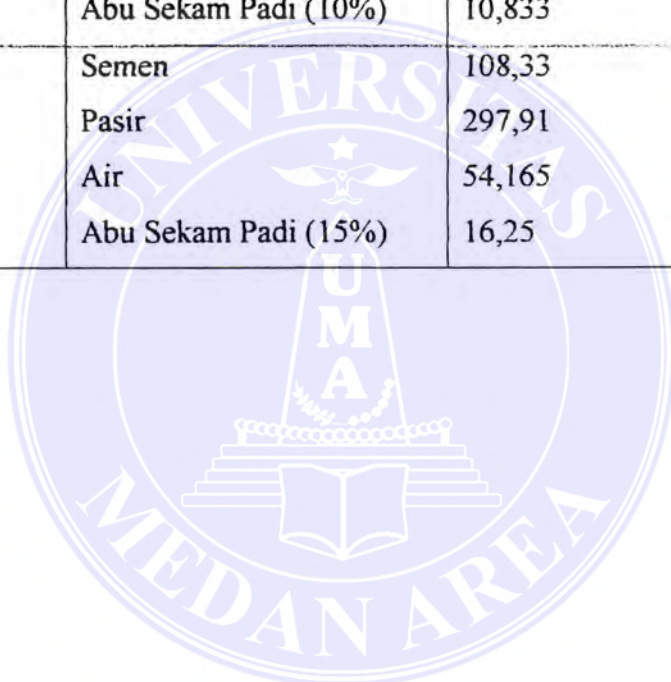 Abu Sekam Padi (10%) 10,833
Semen 108,33
Pasir 297,91
Air 54,165
Abu Sekam Padi (15%) 16,25
UNIVERSITAS
UMA
MEDAN AREA